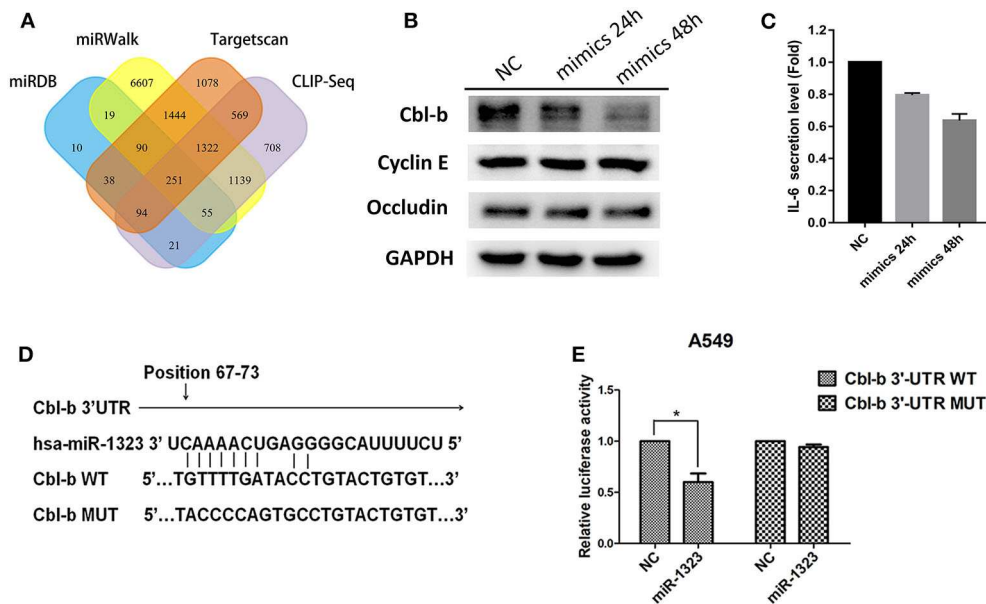 A
miRDB
miRWalk
Targetscan
CLIP-Seq
6607
1078
19
1444
569
10
90
1322
708
38
251
1139
94
55
21
B
NC
mimics 24h
mimics 48h
Cbl-b
Cyclin E
Occludin
GAPDH
C
IL-6 secretion level (Fold)
1.0
0.8
0.6
0.4
0.2
0.0
NC
mimics 24h
mimics 48h
D
Position 67-73
Cbl-b 3'UTR
hsa-miR-1323 3' UCAAAACUGAGGGGCAUUUUCU 5'
Cbl-b WT 5'...TGTTTTGATACCTGTACTGTGT...3'
Cbl-b MUT 5'...TACCCCAGTGCCTGTACTGTGT...3'
E
A549
Relative luciferase activity
1.5
1.0
0.5
0.0
*
NC
miR-1323
NC
miR-1323
Cbl-b 3'-UTR WT
Cbl-b 3'-UTR MUT